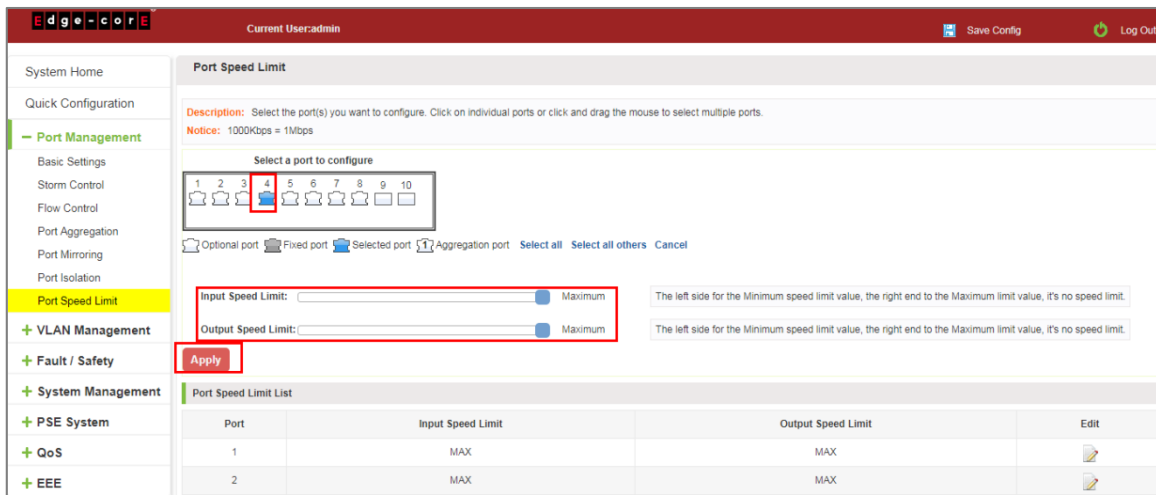 Edge-corE
Current User:admin
Save Config
Log Out
System Home
Quick Configuration
− Port Management
Basic Settings
Storm Control
Flow Control
Port Aggregation
Port Mirroring
Port Isolation
Port Speed Limit
+ VLAN Management
+ Fault / Safety
+ System Management
+ PSE System
+ QoS
+ EEE
Port Speed Limit
Description: Select the port(s) you want to configure. Click on individual ports or click and drag the mouse to select multiple ports.
Notice: 1000Kbps = 1Mbps
Select a port to configure
1 2 3 4 5 6 7 8 9 10
Optional port Fixed port Selected port 1 Aggregation port Select all Select all others Cancel
Input Speed Limit: Maximum The left side for the Minimum speed limit value, the right end to the Maximum limit value, it's no speed limit.
Output Speed Limit: Maximum The left side for the Minimum speed limit value, the right end to the Maximum limit value, it's no speed limit.
Apply
Port Speed Limit List
Port Input Speed Limit Output Speed Limit Edit
1 MAX MAX
2 MAX MAX